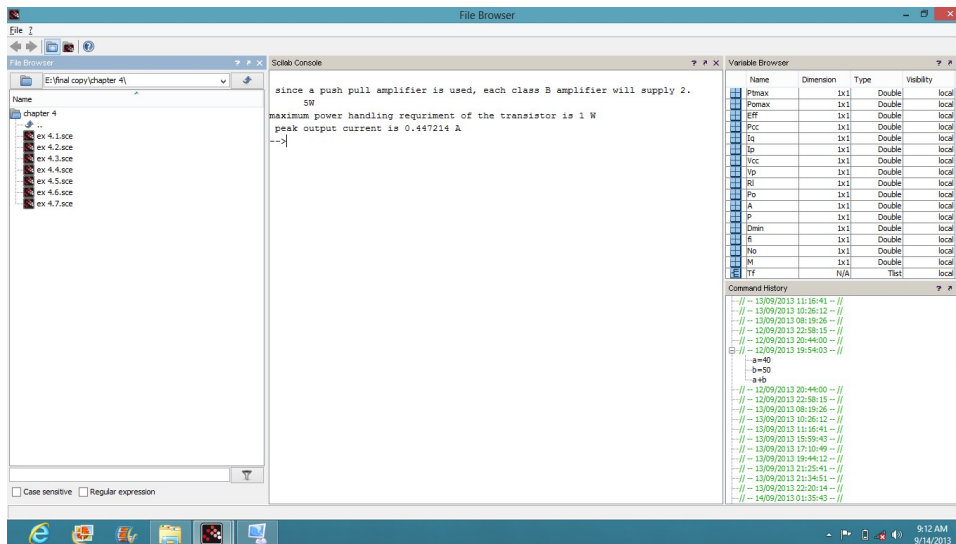 File Browser
File ?
File Browser ? x
E:\final copy\chapter 4\
Name
chapter 4
..
ex 4.1.sce
ex 4.2.sce
ex 4.3.sce
ex 4.4.sce
ex 4.5.sce
ex 4.6.sce
ex 4.7.sce
Case sensitive Regular expression
Scilab Console ? x
since a push pull amplifier is used, each class B amplifier will supply 2.
5W
maximum power handling requriment of the transistor is 1 W
peak output current is 0.447214 A
-->
Variable Browser ?
Name Dimension Type Visibility
Ptmax 1x1 Double local
Pomax 1x1 Double local
Eff 1x1 Double local
Pcc 1x1 Double local
Iq 1x1 Double local
Ip 1x1 Double local
Vcc 1x1 Double local
Vp 1x1 Double local
Rl 1x1 Double local
Po 1x1 Double local
A 1x1 Double local
P 1x1 Double local
Dmin 1x1 Double local
fi 1x1 Double local
No 1x1 Double local
M 1x1 Double local
Tf N/A Tlist local
Command History ?
// -- 13/09/2013 11:16:41 -- //
// -- 13/09/2013 10:26:12 -- //
// -- 13/09/2013 08:19:26 -- //
// -- 12/09/2013 22:58:15 -- //
// -- 12/09/2013 20:44:00 -- //
// -- 12/09/2013 19:54:03 -- //
a=40
b=50
a+b
// -- 12/09/2013 20:44:00 -- //
// -- 12/09/2013 22:58:15 -- //
// -- 13/09/2013 08:19:26 -- //
// -- 13/09/2013 10:26:12 -- //
// -- 13/09/2013 11:16:41 -- //
// -- 13/09/2013 15:59:43 -- //
// -- 13/09/2013 17:10:49 -- //
// -- 13/09/2013 19:44:12 -- //
// -- 13/09/2013 21:25:41 -- //
// -- 13/09/2013 21:34:51 -- //
// -- 13/09/2013 22:20:14 -- //
// -- 14/09/2013 01:35:43 -- //
9:12 AM
9/14/2013